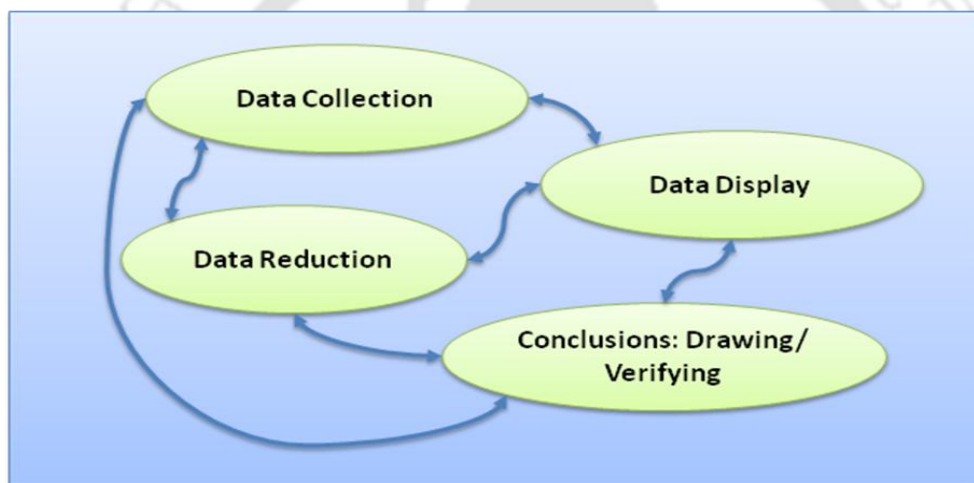 Data Collection
Data Display
Data Reduction
Conclusions: Drawing/
Verifying